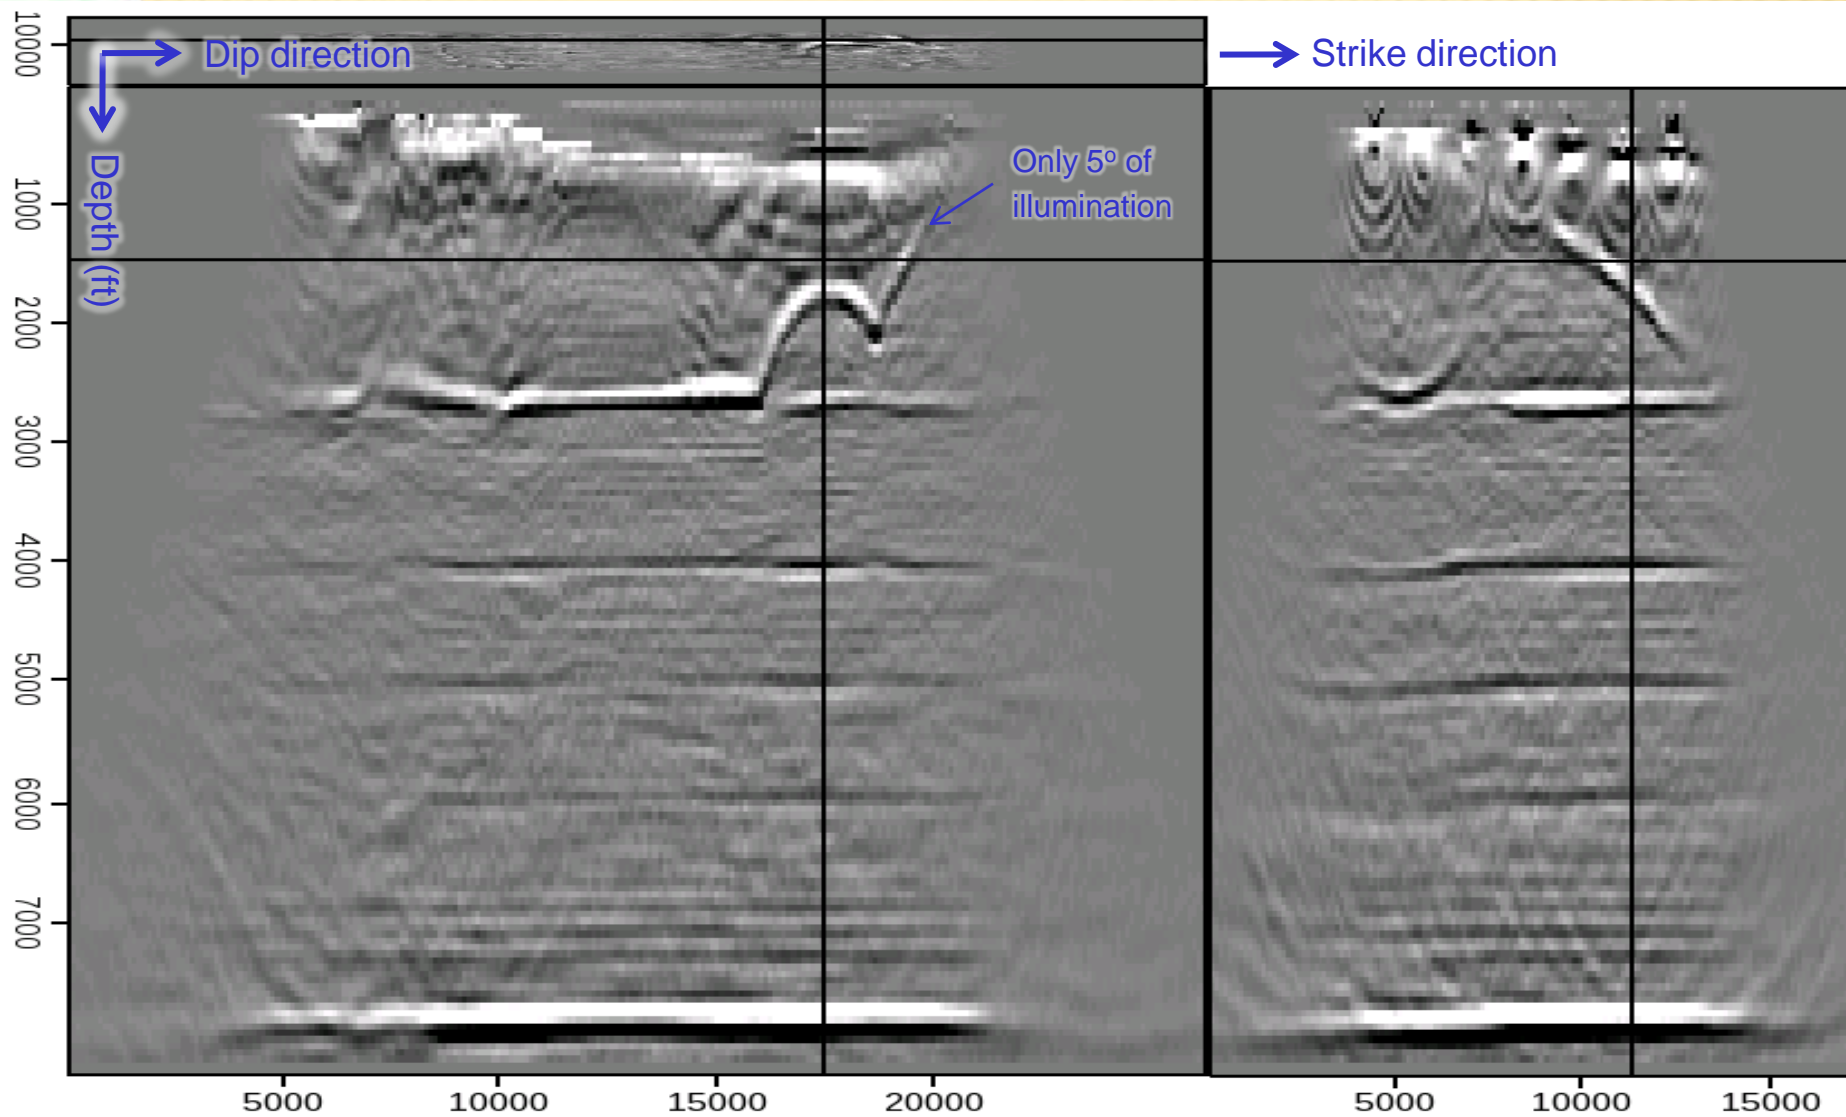 10000
Dip direction
Strike direction
Depth (ft)
Only 5º of
illumination
1000
2000
3000
4000
5000
6000
7000
5000 10000 15000 20000
5000 10000 15000